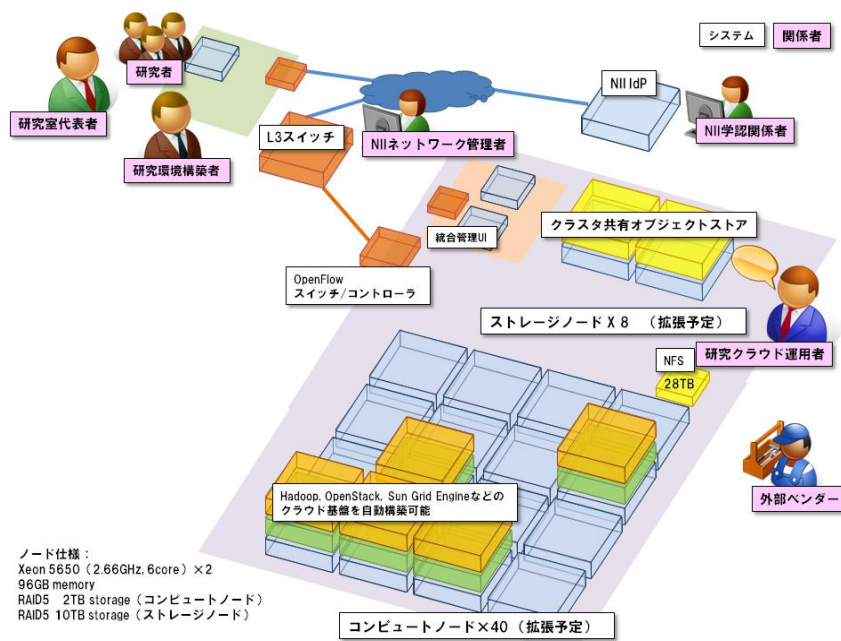 システム
関係者
研究者
NII IdP
研究室代表者
L3スイッチ
NIIネットワーク管理者
NII学認関係者
研究環境構築者
クラスタ共有オブジェクトストア
統合管理UI
OpenFlow
スイッチ/コントローラ
ストレージノード X 8 （拡張予定）
研究クラウド運用者
NFS
28TB
Hadoop, OpenStack, Sun Grid Engineなどの
クラウド基盤を自動構築可能
外部ベンダー
ノード仕様：
Xeon 5650（2.66GHz, 6core）×2
96GB memory
RAID5 2TB storage（コンピュートノード）
RAID5 10TB storage（ストレージノード）
コンピュートノード×40（拡張予定）